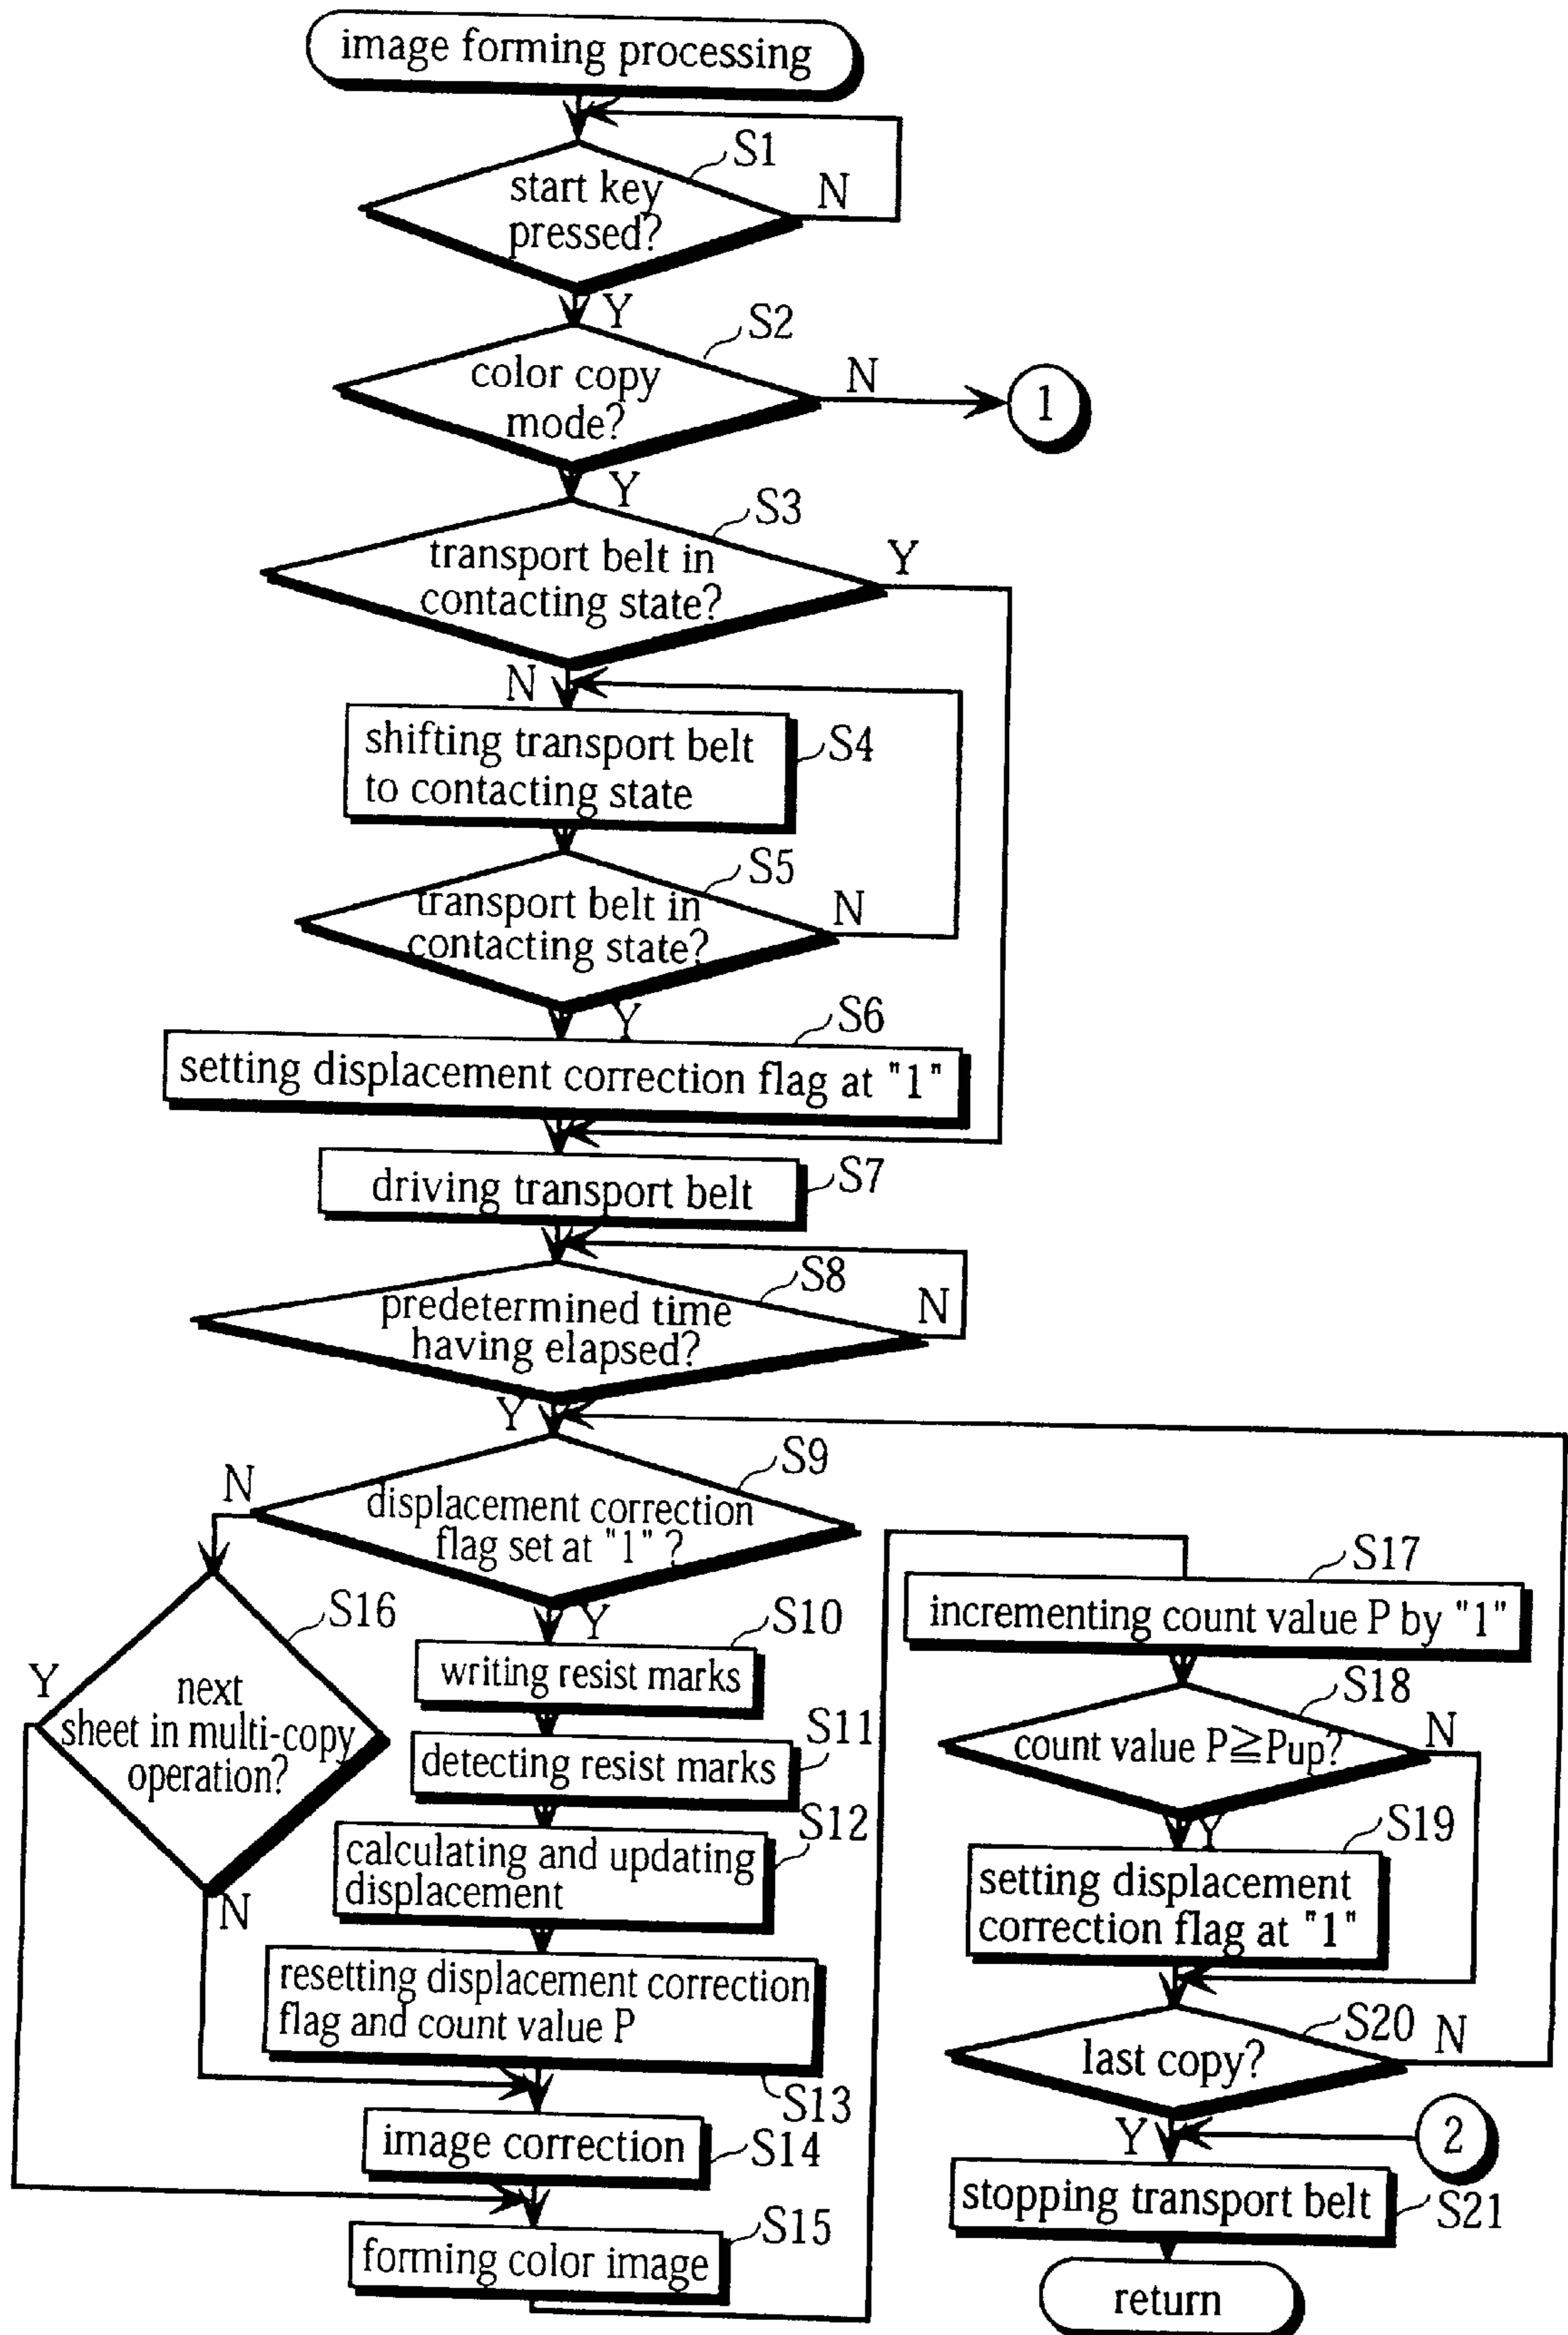 image forming processing
S1
start key
pressed?
N
Y
S2
color copy
mode?
N
1
Y
S3
transport belt in
contacting state?
Y
N
shifting transport belt
to contacting state
S4
S5
transport belt in
contacting state?
N
Y
S6
setting displacement correction flag at "1"
driving transport belt
S7
S8
predetermined time
having elapsed?
N
Y
S9
N
displacement correction
flag set at "1" ?
Y
S16
Y
next
sheet in multi-copy
operation?
N
S10
writing resist marks
S11
detecting resist marks
S12
calculating and updating
displacement
resetting displacement correction
flag and count value P
S13
image correction
S14
S15
forming color image
S17
incrementing count value P by "1"
S18
count value P≧Pup?
N
Y
S19
setting displacement
correction flag at "1"
S20
last copy?
N
Y
2
stopping transport belt
S21
return